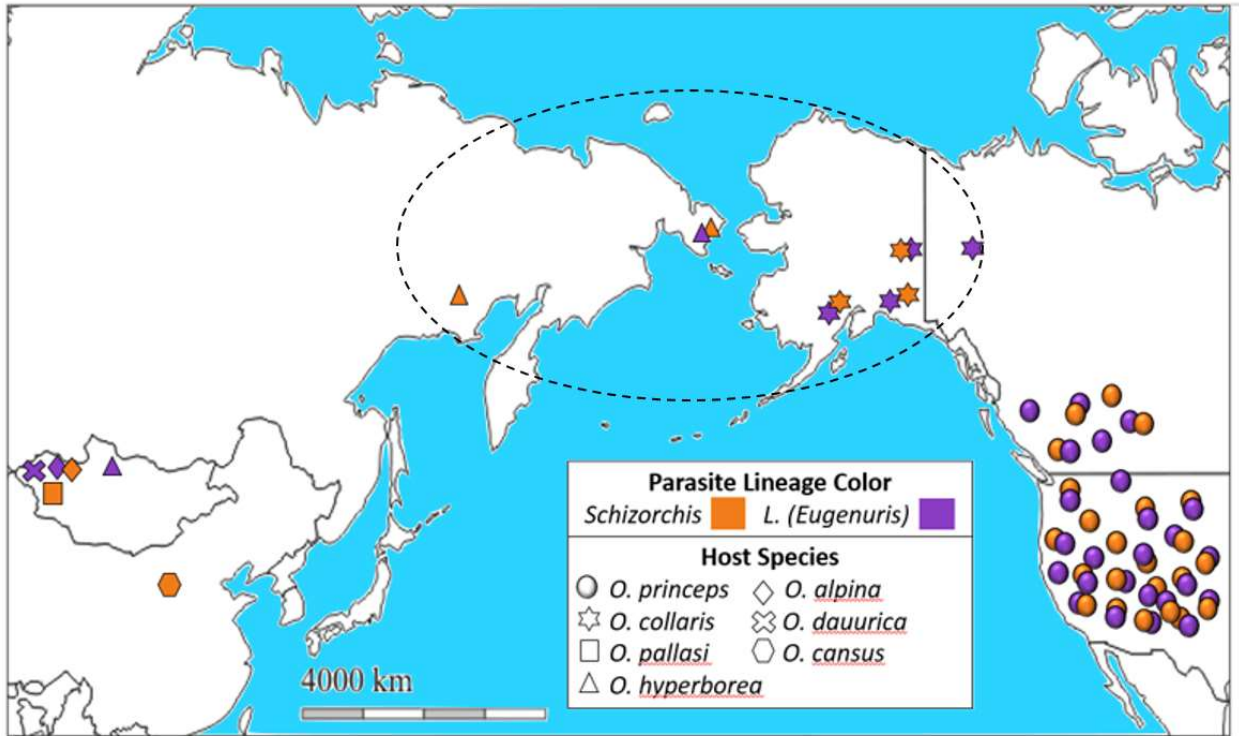 Parasite Lineage Color
Schizorchis L. (Eugenuris)
Host Species
O. princeps O. alpina
O. collaris O. dauurica
O. pallasi O. cansus
O. hyperborea
4000 km